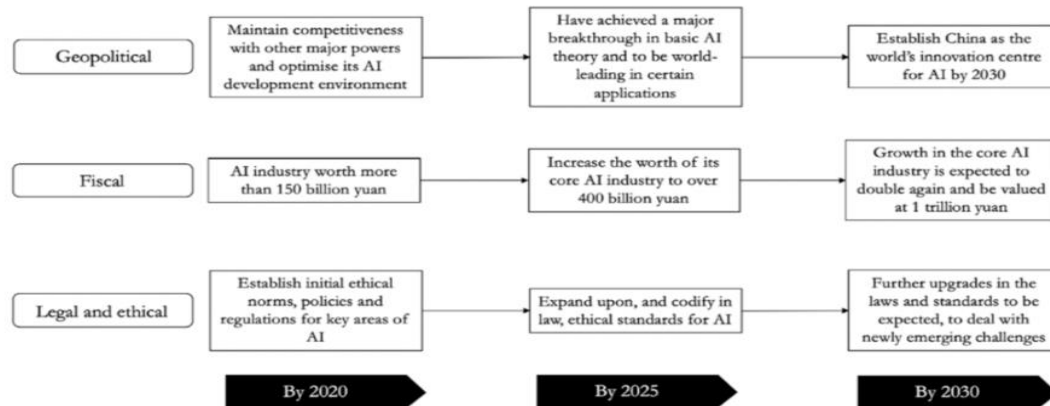 Geopolitical
Maintain competitiveness
with other major powers
and optimise its AI
development environment
Have achieved a major
breakthrough in basic AI
theory and to be world-
leading in certain
applications
Establish China as the
world's innovation centre
for AI by 2030
Fiscal
AI industry worth more
than 150 billion yuan
Increase the worth of its
core AI industry to over
400 billion yuan
Growth in the core AI
industry is expected to
double again and be valued
at 1 trillion yuan
Legal and ethical
Establish initial ethical
norms, policies and
regulations for key areas of
AI
Expand upon, and codify in
law, ethical standards for AI
Further upgrades in the
laws and standards to be
expected, to deal with
newly emerging challenges
By 2020
By 2025
By 2030